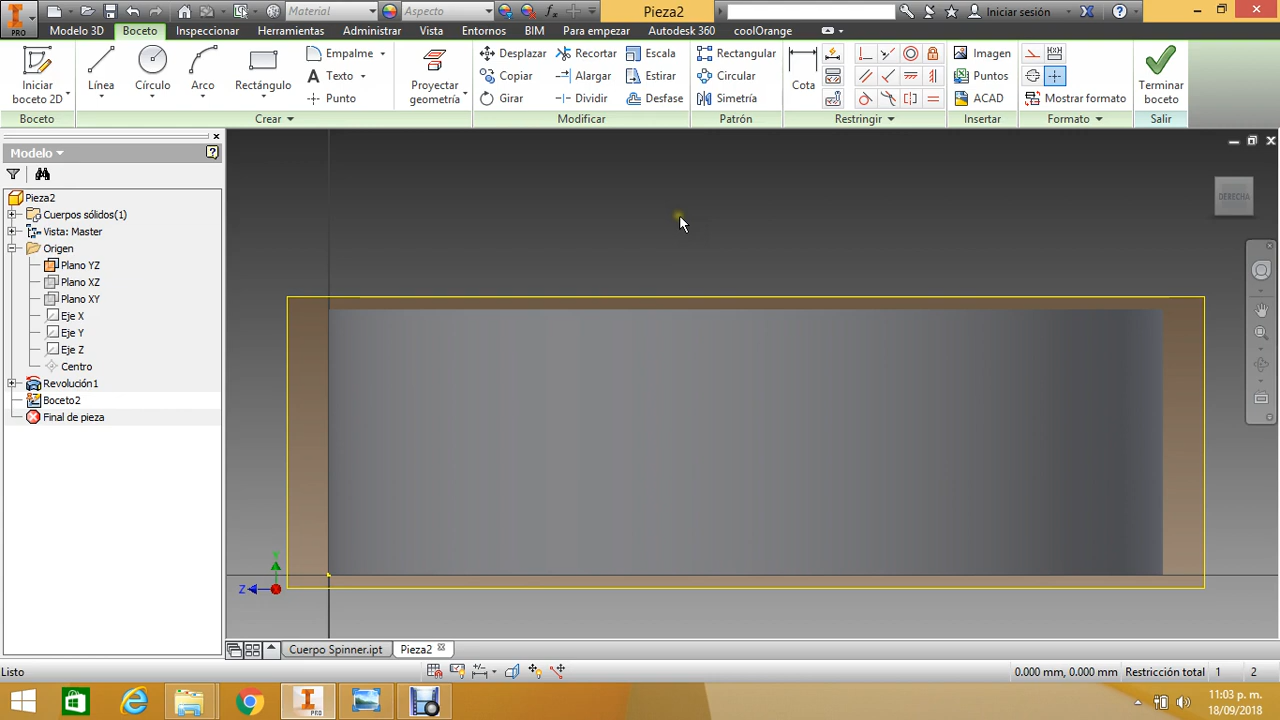 PRO
Material
Aspecto
Pieza2
Iniciar sesión
Modelo 3D Boceto Inspeccionar Herramientas Administrar Vista Entornos BIM Para empezar Autodesk 360 coolOrange
Iniciar
boceto 2D
Boceto
Línea
Círculo
Arco
Rectángulo
Empalme
Texto
Punto
Crear
Proyectar
geometría
Desplazar
Copiar
Girar
Recortar
Alargar
Dividir
Escala
Estirar
Desfase
Modificar
Rectangular
Circular
Simetría
Patrón
Cota
Restringir
Imagen
Puntos
ACAD
Insertar
Mostrar formato
Formato
Terminar
boceto
Salir
Modelo
Pieza2
Cuerpos sólidos(1)
Vista: Master
Origen
Plano YZ
Plano XZ
Plano XY
Eje X
Eje Y
Eje Z
Centro
Revolución1
Boceto2
Final de pieza
DERECHA
Y
Z
Cuerpo Spinner.ipt
Pieza2
Listo
0.000 mm, 0.000 mm Restricción total 1 2
PRO
11:03 p. m.
18/09/2018